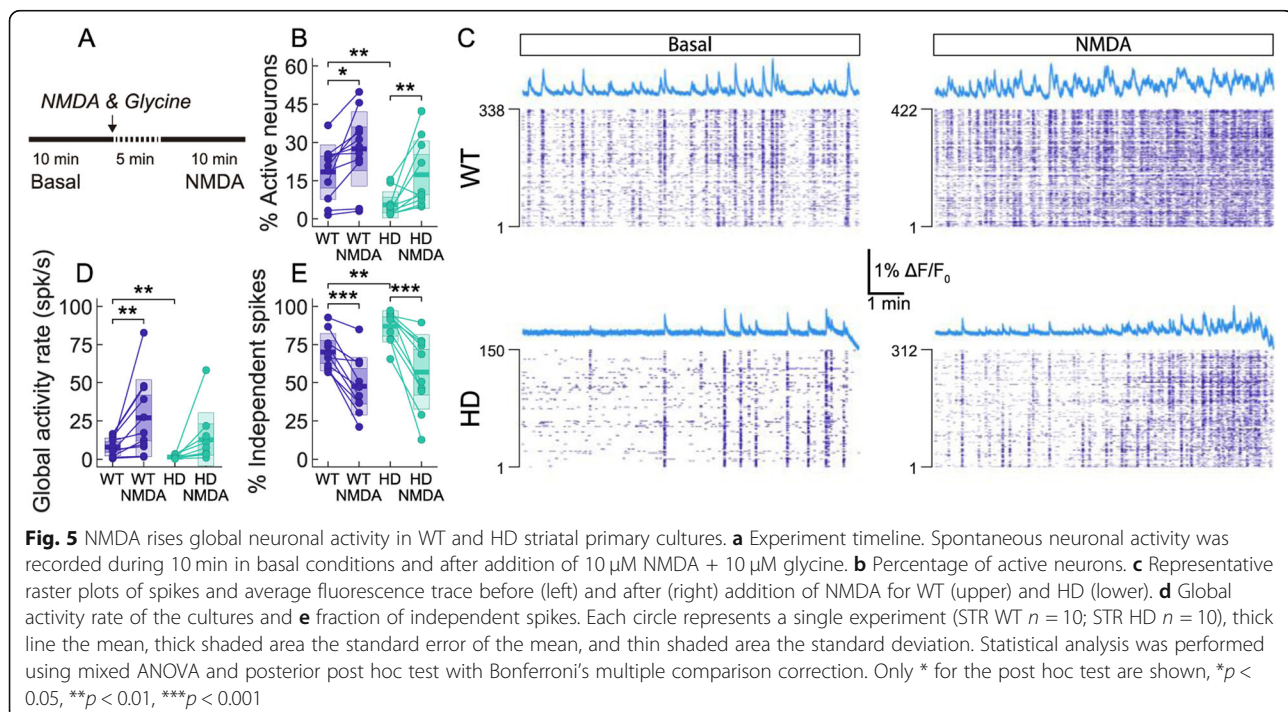 A
NMDA & Glycine
10 min
5 min
10 min
Basal
NMDA
B
% Active neurons
60
45
30
15
0
**
*
**
WT
WT
NMDA
HD
HD
NMDA
C
Basal
NMDA
WT
338
1
422
1
1% ΔF/F0
1 min
HD
150
1
312
1
D
Global activity rate (spk/s)
100
75
50
25
0
**
**
WT
WT
NMDA
HD
HD
NMDA
E
% Independent spikes
100
75
50
25
0
**
***
***
WT
WT
NMDA
HD
HD
NMDA
Fig. 5 NMDA rises global neuronal activity in WT and HD striatal primary cultures. a Experiment timeline. Spontaneous neuronal activity was
recorded during 10 min in basal conditions and after addition of 10 μM NMDA + 10 μM glycine. b Percentage of active neurons. c Representative
raster plots of spikes and average fluorescence trace before (left) and after (right) addition of NMDA for WT (upper) and HD (lower). d Global
activity rate of the cultures and e fraction of independent spikes. Each circle represents a single experiment (STR WT n = 10; STR HD n = 10), thick
line the mean, thick shaded area the standard error of the mean, and thin shaded area the standard deviation. Statistical analysis was performed
using mixed ANOVA and posterior post hoc test with Bonferroni's multiple comparison correction. Only * for the post hoc test are shown, *p <
0.05, **p < 0.01, ***p < 0.001